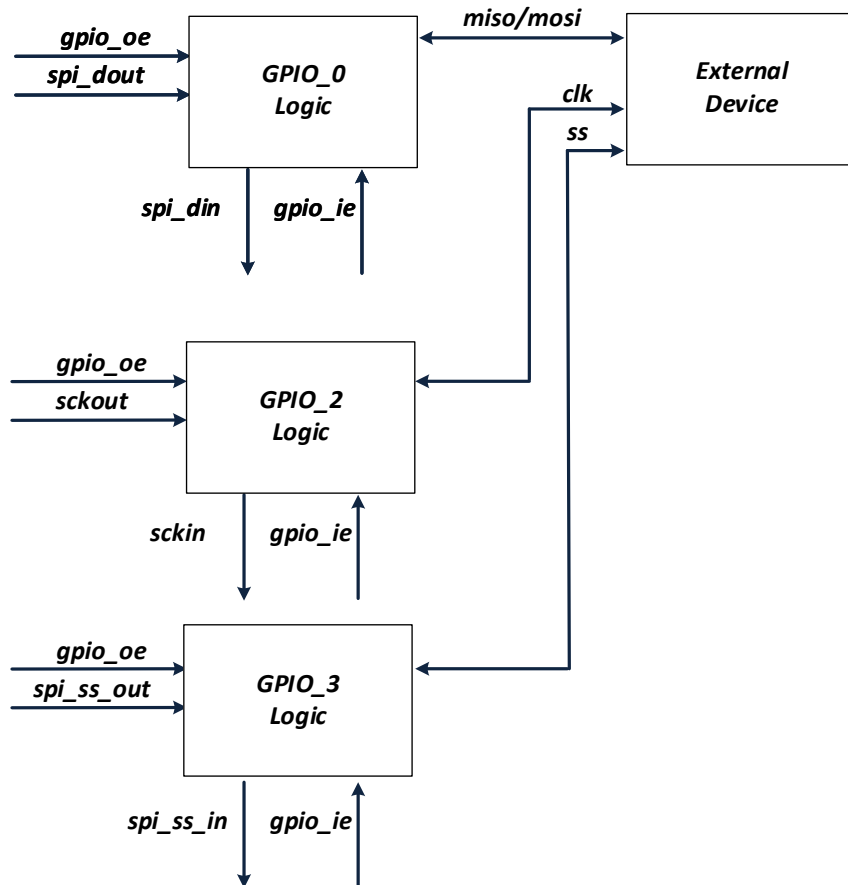 gpio_oe
spi_dout
GPIO_0
Logic
miso/mosi
External
Device
clk
ss
spi_din
gpio_ie
gpio_oe
sckout
GPIO_2
Logic
sckin
gpio_ie
gpio_oe
spi_ss_out
GPIO_3
Logic
spi_ss_in
gpio_ie